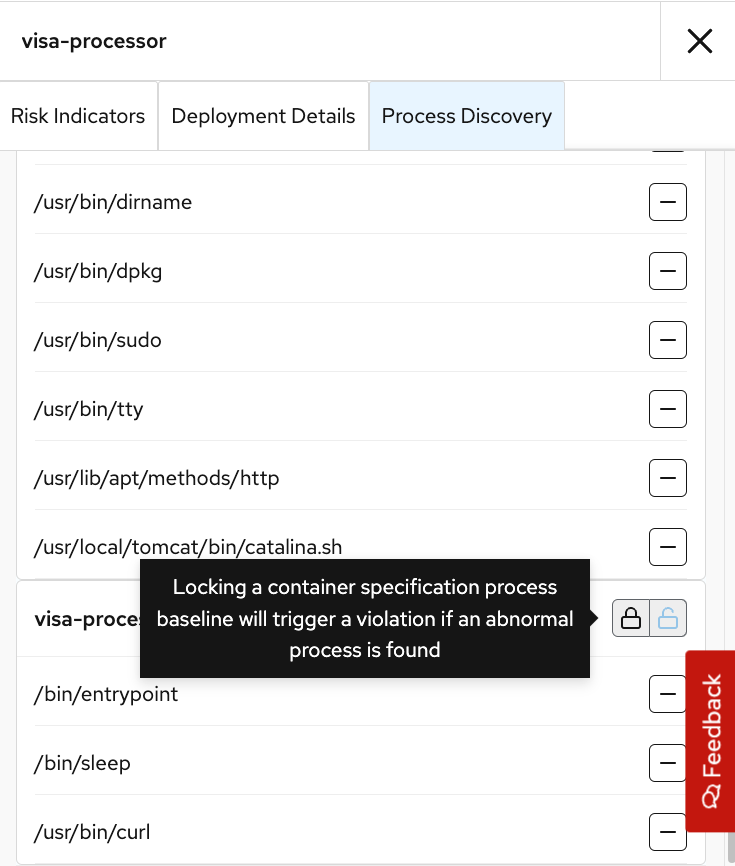 visa-processor
Risk Indicators
Deployment Details
Process Discovery
/usr/bin/dirname
/usr/bin/dpkg
/usr/bin/sudo
/usr/bin/tty
/usr/lib/apt/methods/http
/usr/local/tomcat/bin/catalina.sh
Locking a container specification process
baseline will trigger a violation if an abnormal
process is found
visa-proce
/bin/entrypoint
/bin/sleep
/usr/bin/curl
Feedback